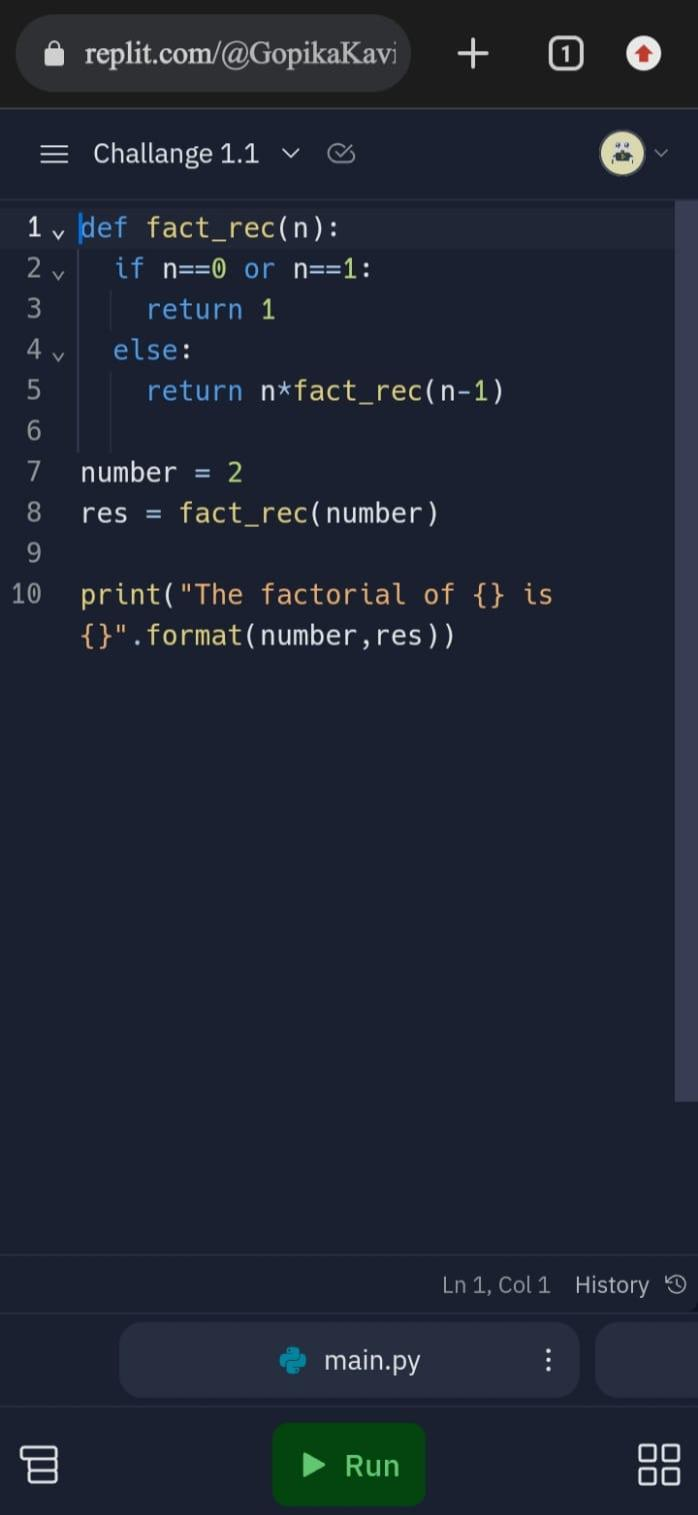 replit.com/@GopikaKavi
1
Challange 1.1
1 def fact_rec(n):
2 if n==0 or n==1:
3 return 1
4 else:
5 return n*fact_rec(n-1)
6
7 number = 2
8 res = fact_rec(number)
9
10 print("The factorial of {} is
{}".format(number,res))
Ln 1, Col 1 History
main.py
Run